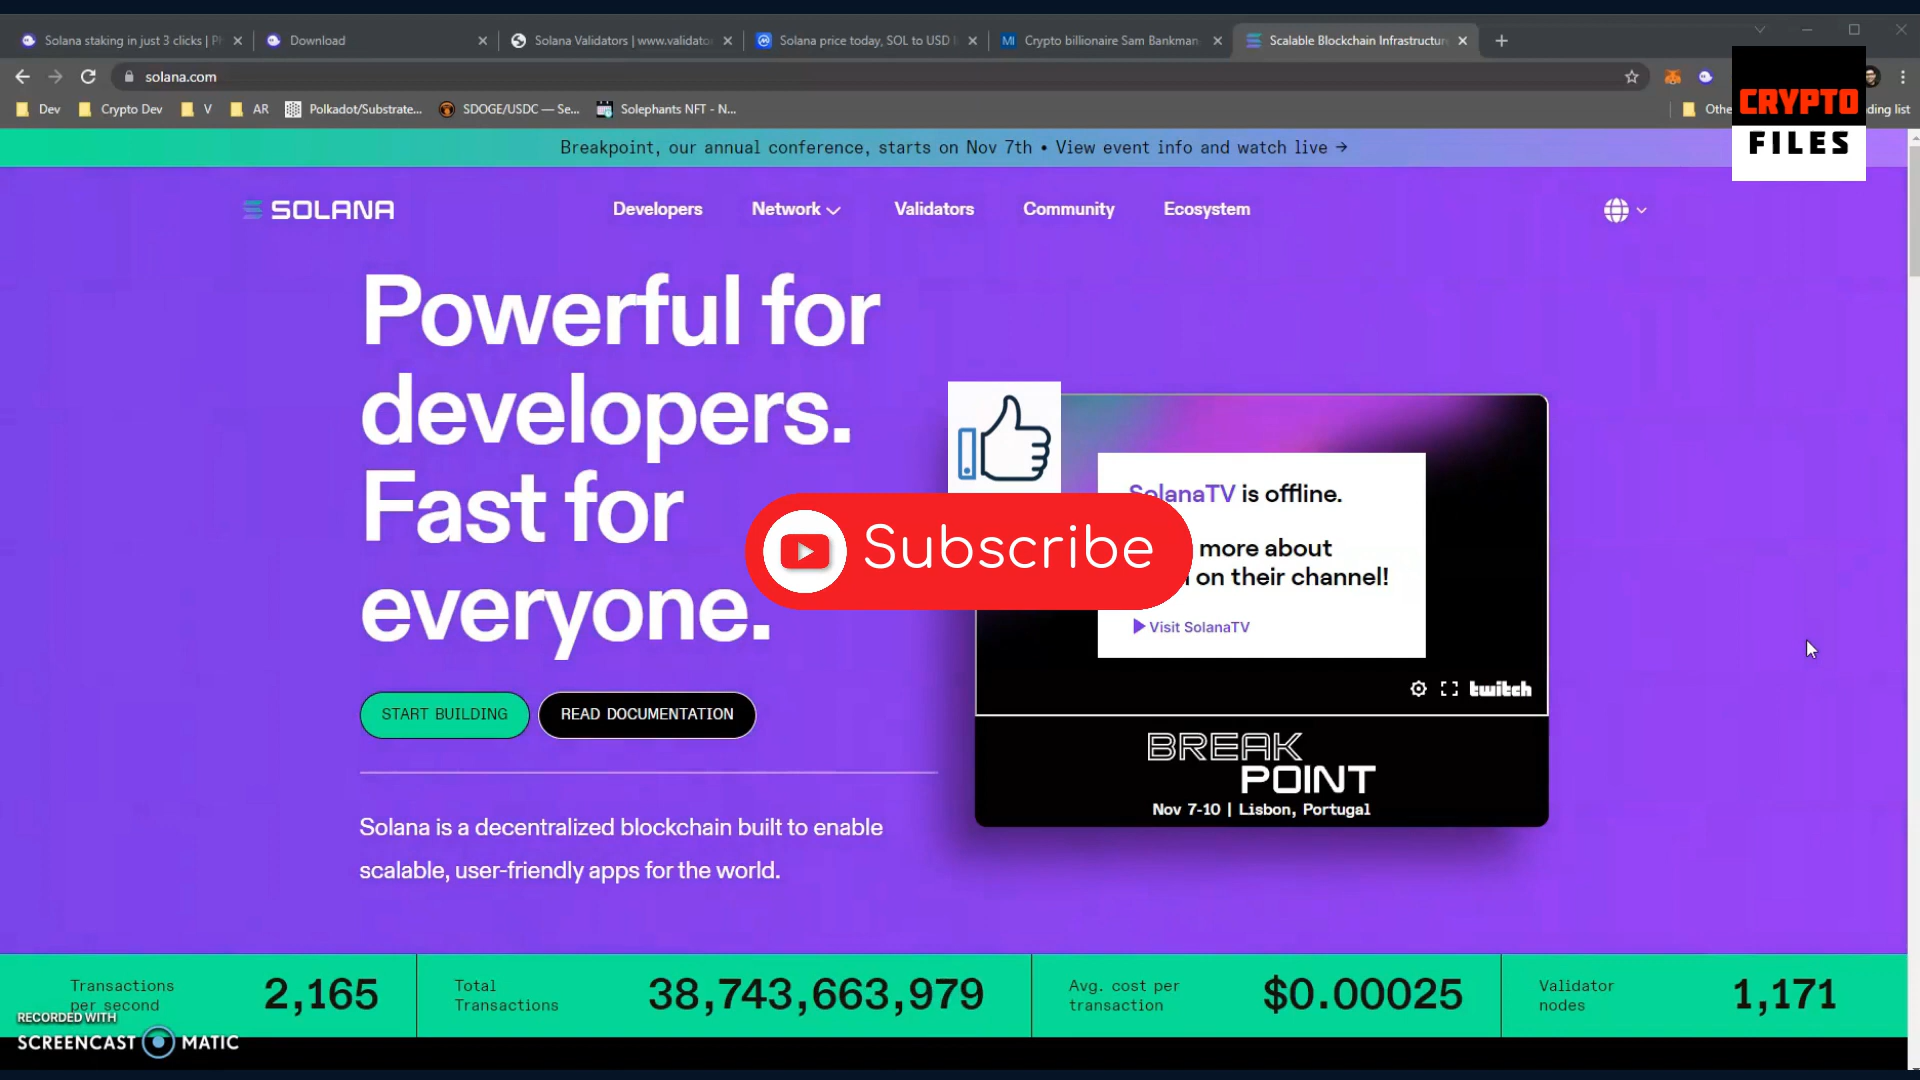 Solana staking in just 3 clicks | P
Download
Solana Validators | www.validato
Solana price today, SOL to USD
MI Crypto billionaire Sam Bankman
Scalable Blockchain Infrastructur
solana.com
Dev
Crypto Dev
V
AR
Polkadot/Substrate...
SDOGE/USDC — Se...
Solephants NFT - N...
Othe
ding list
CRYPTO
FILES
Breakpoint, our annual conference, starts on Nov 7th • View event info and watch live →
SOLANA
Developers
Network
Validators
Community
Ecosystem
Powerful for
developers.
Fast for
everyone.
SolanaTV is offline.
more about
on their channel!
Visit SolanaTV
Subscribe
twitch
START BUILDING
READ DOCUMENTATION
BREAK
POINT
Nov 7-10 | Lisbon, Portugal
Solana is a decentralized blockchain built to enable
scalable, user-friendly apps for the world.
Transactions
per second
2,165
Total
Transactions
38,743,663,979
Avg. cost per
transaction
$0.00025
Validator
nodes
1,171
RECORDED WITH
SCREENCAST MATIC